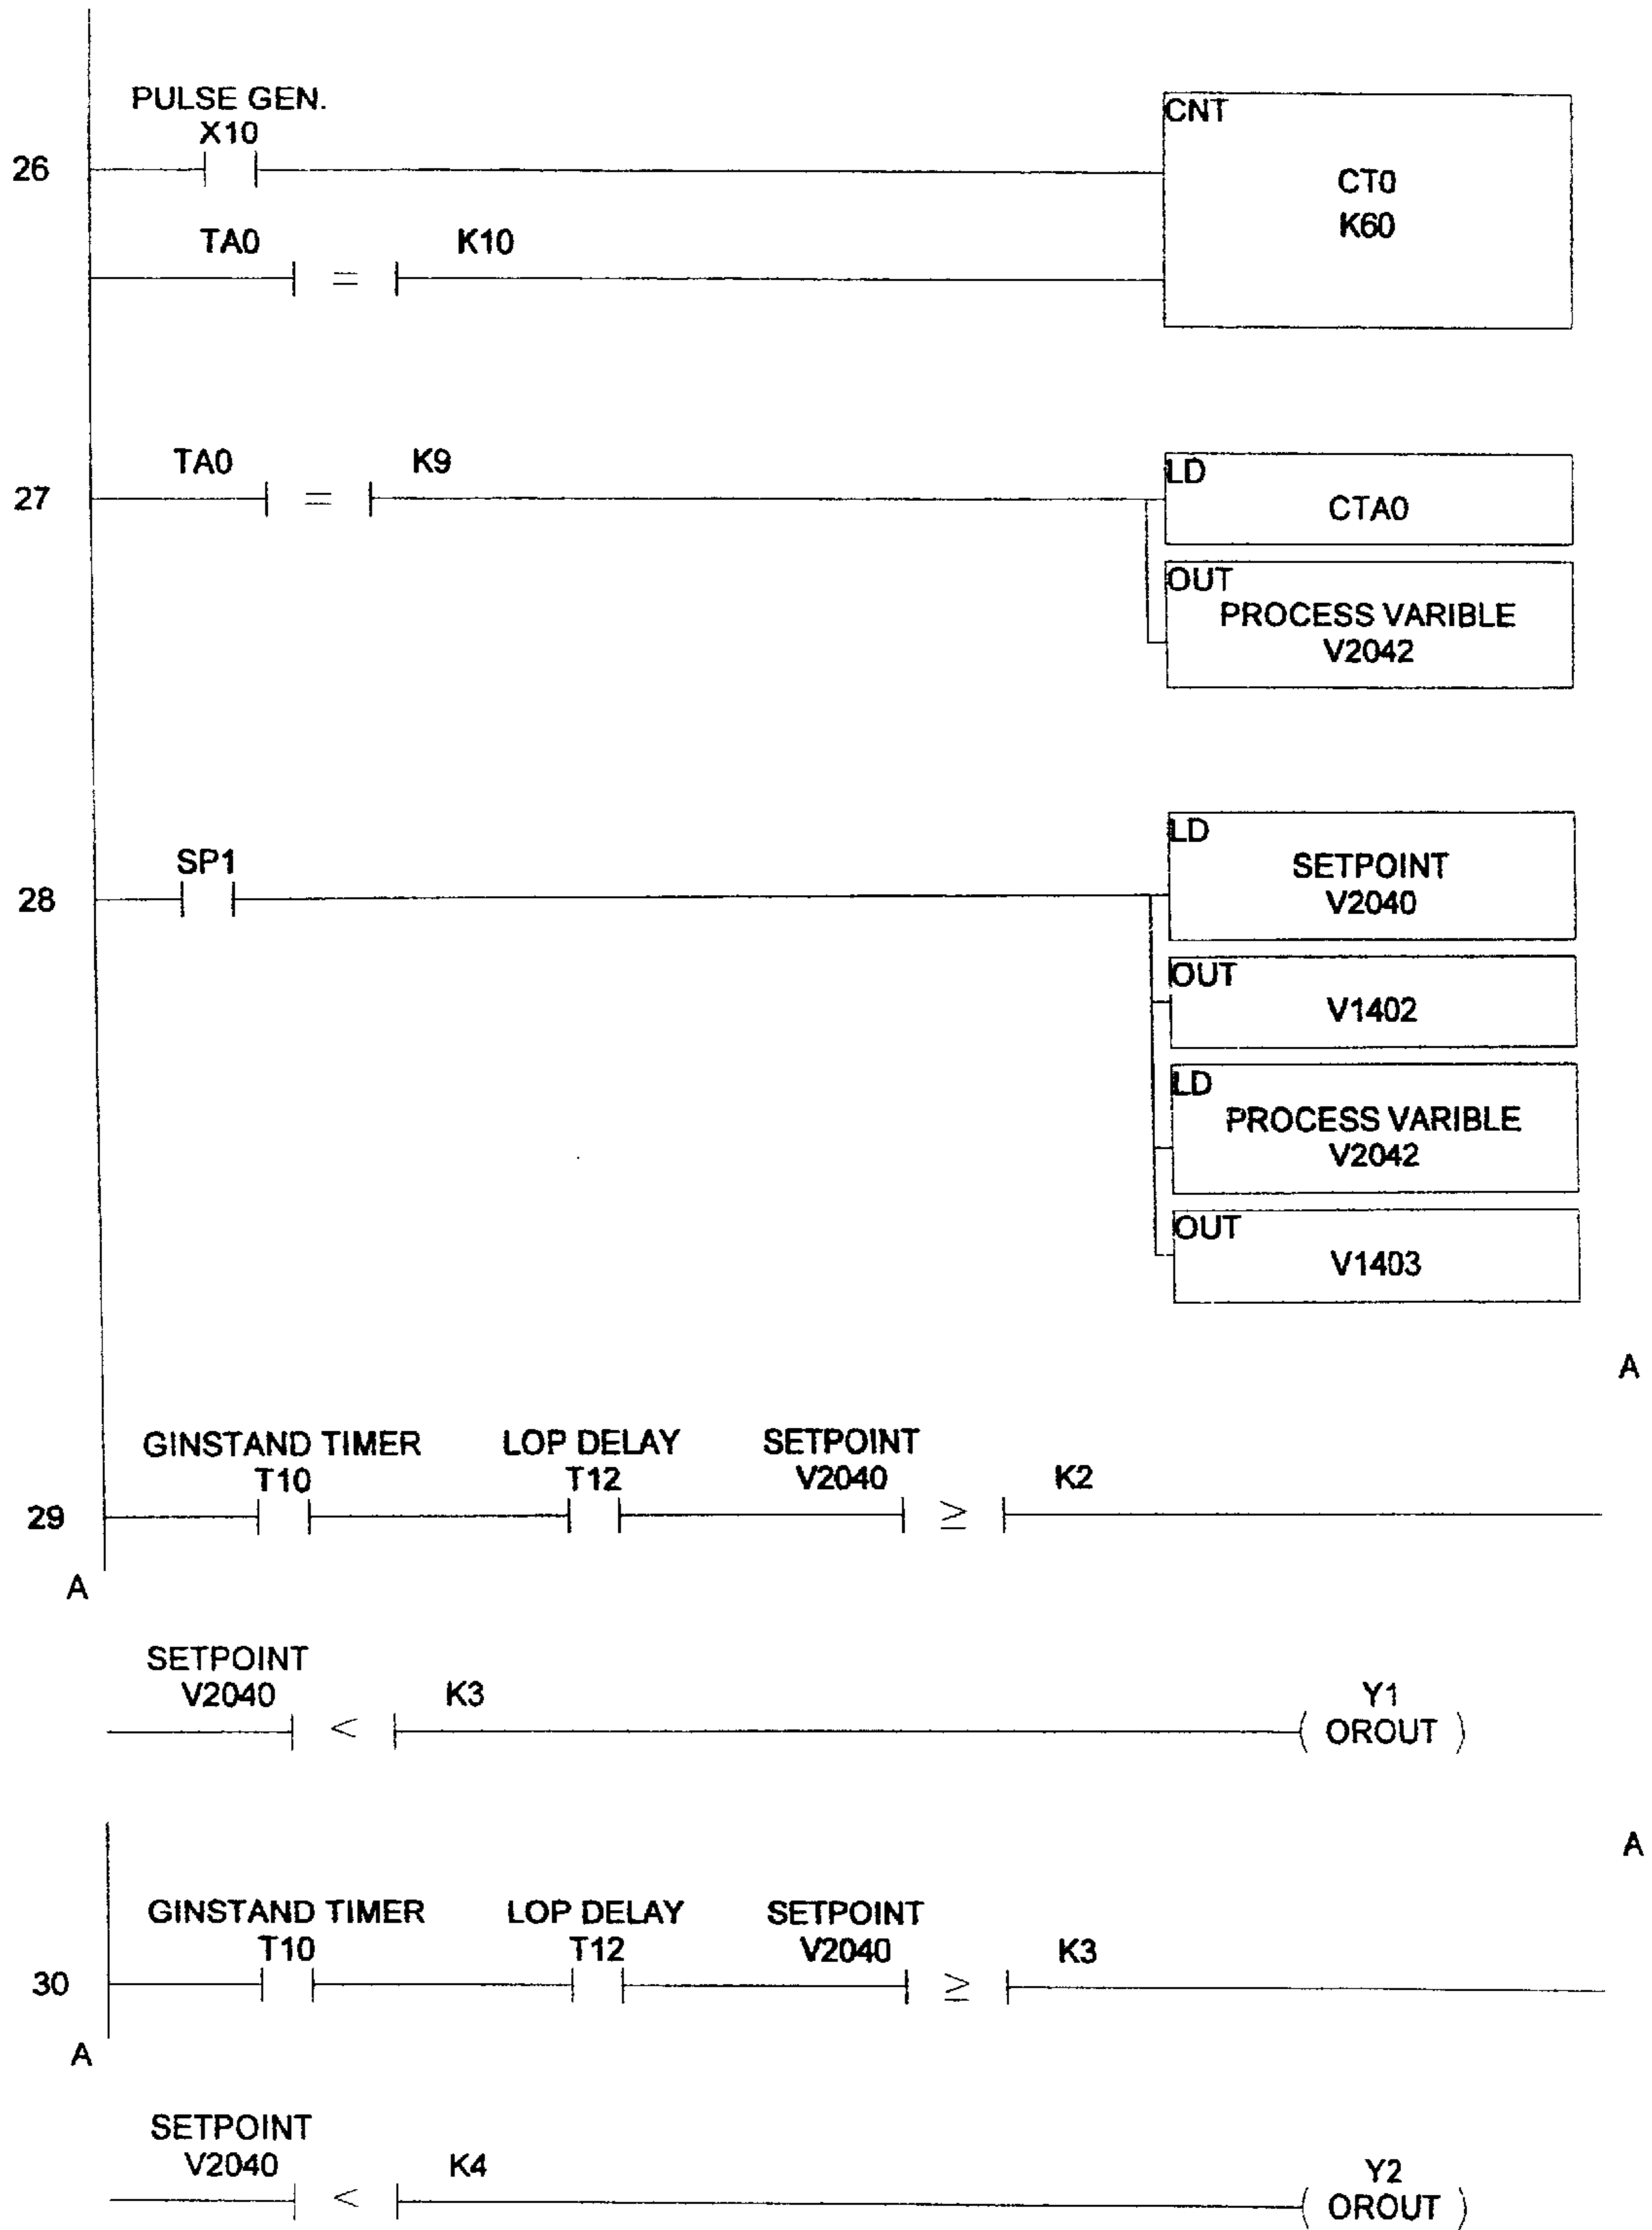 PULSE GEN.
X10
26
CNT
CT0
K60
TA0 = K10
27
TA0 = K9
LD
CTA0
OUT
PROCESS VARIBLE
V2042
28
SP1
LD
SETPOINT
V2040
OUT
V1402
LD
PROCESS VARIBLE
V2042
OUT
V1403
A
GINSTAND TIMER LOP DELAY SETPOINT
T10 T12 V2040 ≥ K2
29
A
SETPOINT
V2040 < K3
Y1
( OROUT )
A
GINSTAND TIMER LOP DELAY SETPOINT
T10 T12 V2040 ≥ K3
30
A
SETPOINT
V2040 < K4
Y2
( OROUT )